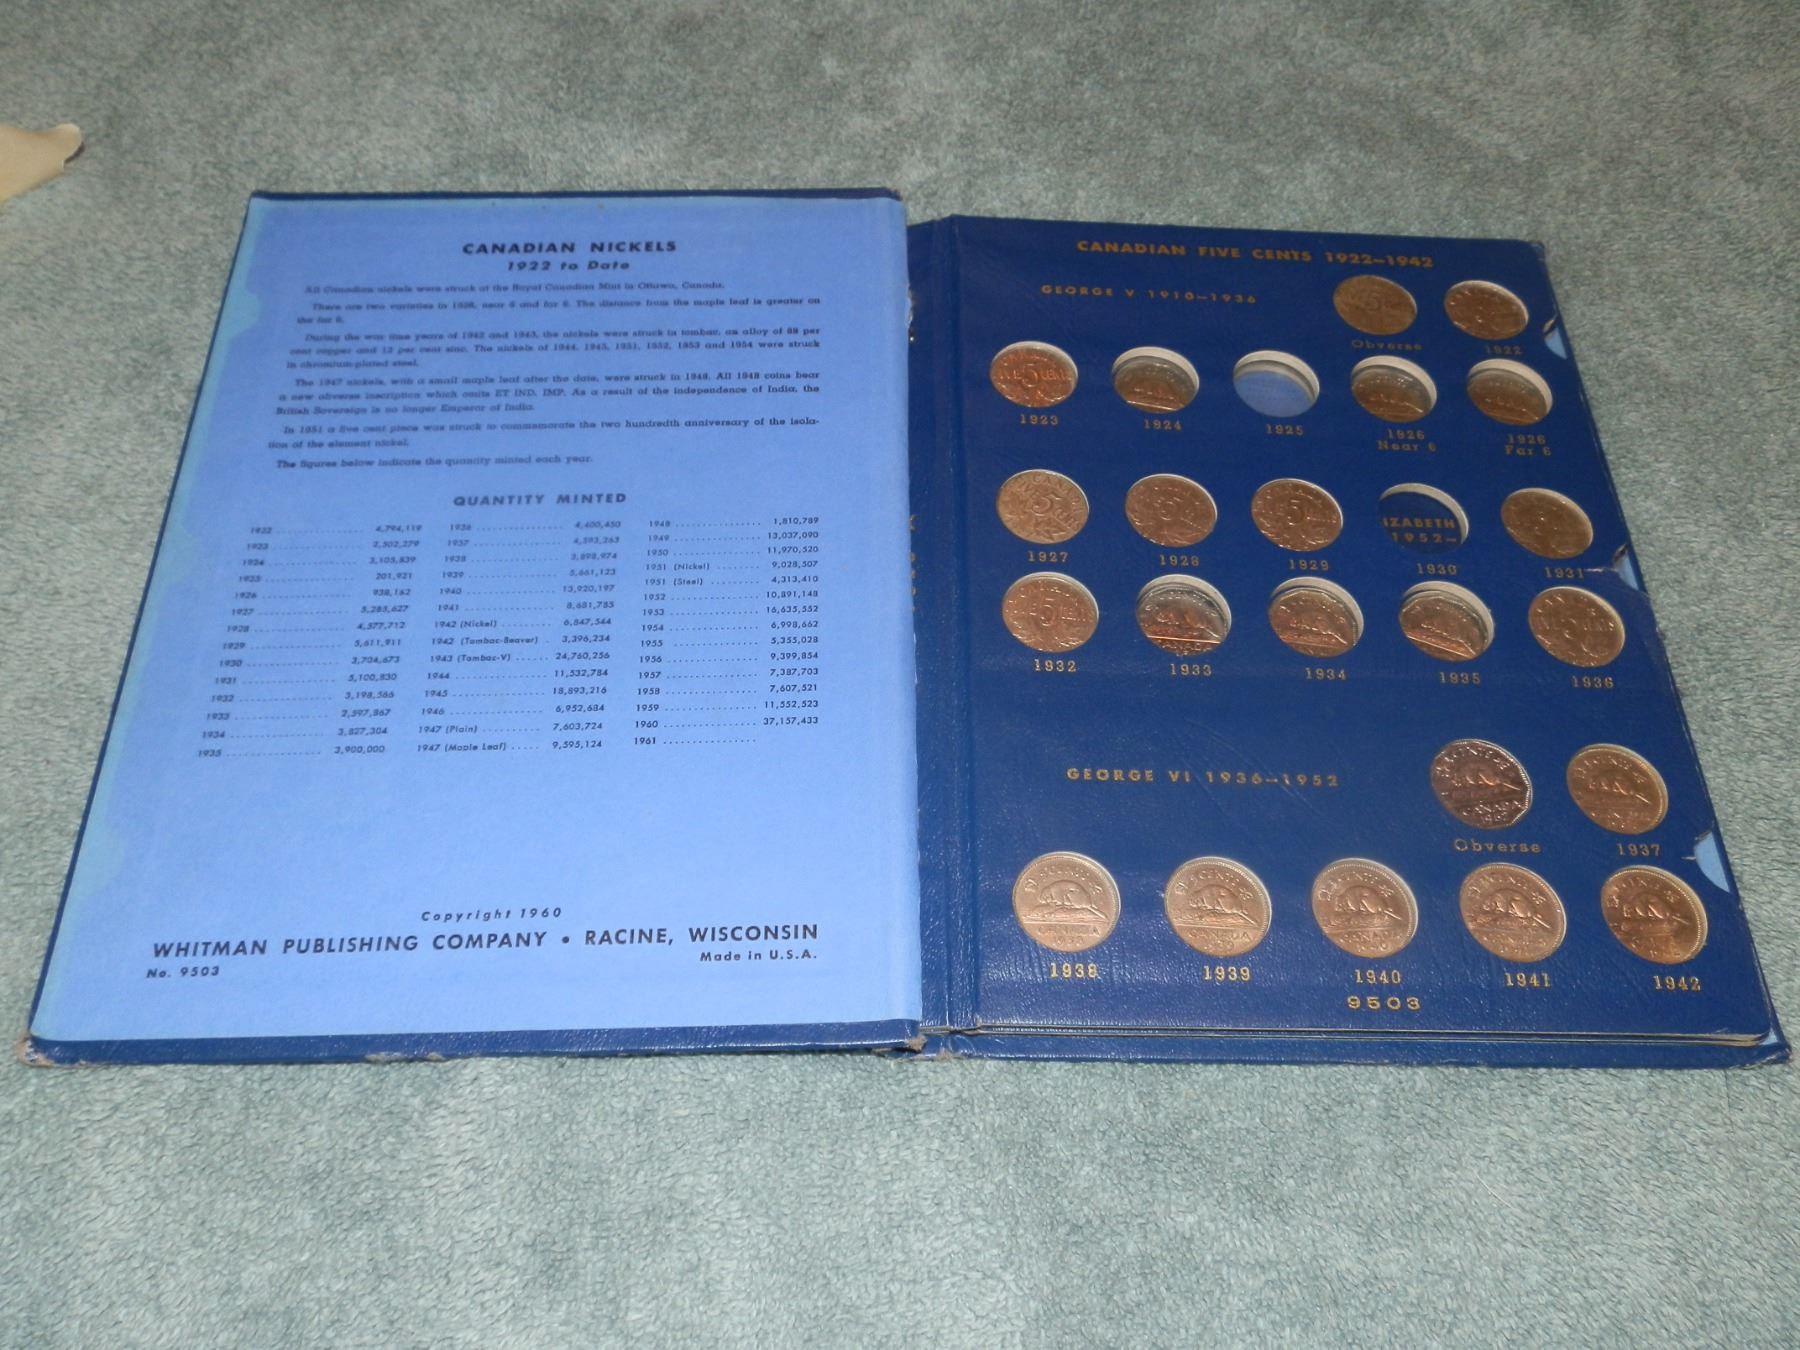 CANADIAN NICKELS
1922 to Date
All Canadian nickels were struck at the Royal Canadian Mint in Ottawa, Canada.
There are two varieties in 1926, near 6 and far 6. The distance from the maple leaf is greater on
the far 6.
During the war time years of 1942 and 1943, the nickels were struck in tombac, an alloy of 88 per
cent copper and 12 per cent zinc. The nickels of 1944, 1945, 1951, 1952, 1953 and 1954 were struck
in chromium-plated steel.
The 1947 nickels, with a small maple leaf after the date, were struck in 1948. All 1948 coins bear
a new obverse inscription which omits ET IND. IMP. As a result of the independence of India, the
British Sovereign is no longer Emperor of India.
In 1951 a five cent piece was struck to commemorate the two hundredth anniversary of the isola-
tion of the element nickel.
The figures below indicate the quantity minted each year.
QUANTITY MINTED
1922 4,794,119
1923 2,502,279
1924 3,105,839
1925 201,921
1926 938,162
1927 5,285,627
1928 4,577,712
1929 5,611,911
1930 3,704,673
1931 5,100,830
1932 3,198,566
1933 2,597,867
1934 3,827,304
1935 3,900,000
1936 4,400,450
1937 4,593,263
1938 3,898,974
1939 5,661,123
1940 13,920,197
1941 8,681,785
1942 (Nickel) 6,847,544
1942 (Tombac-Beaver) 3,396,234
1943 (Tombac-V) 24,760,256
1944 11,532,784
1945 18,893,216
1946 6,952,684
1947 (Plain) 7,603,724
1947 (Maple Leaf) 9,595,124
1948 1,810,789
1949 13,037,090
1950 11,970,520
1951 (Nickel) 9,028,507
1951 (Steel) 4,313,410
1952 10,891,148
1953 16,635,552
1954 6,998,662
1955 5,355,028
1956 9,399,854
1957 7,387,703
1958 7,607,521
1959 11,552,523
1960 37,157,433
1961
Copyright 1960
WHITMAN PUBLISHING COMPANY • RACINE, WISCONSIN
No. 9503
Made in U.S.A.
CANADIAN FIVE CENTS 1922–1942
GEORGE V 1910–1936
Obverse 1922
1923 1924 1925 1926 1926
Near 6 Far 6
IZABETH
1952–
1927 1928 1929 1930 1931
1932 1933 1934 1935 1936
GEORGE VI 1936–1952
Obverse 1937
1938 1939 1940 1941 1942
9503